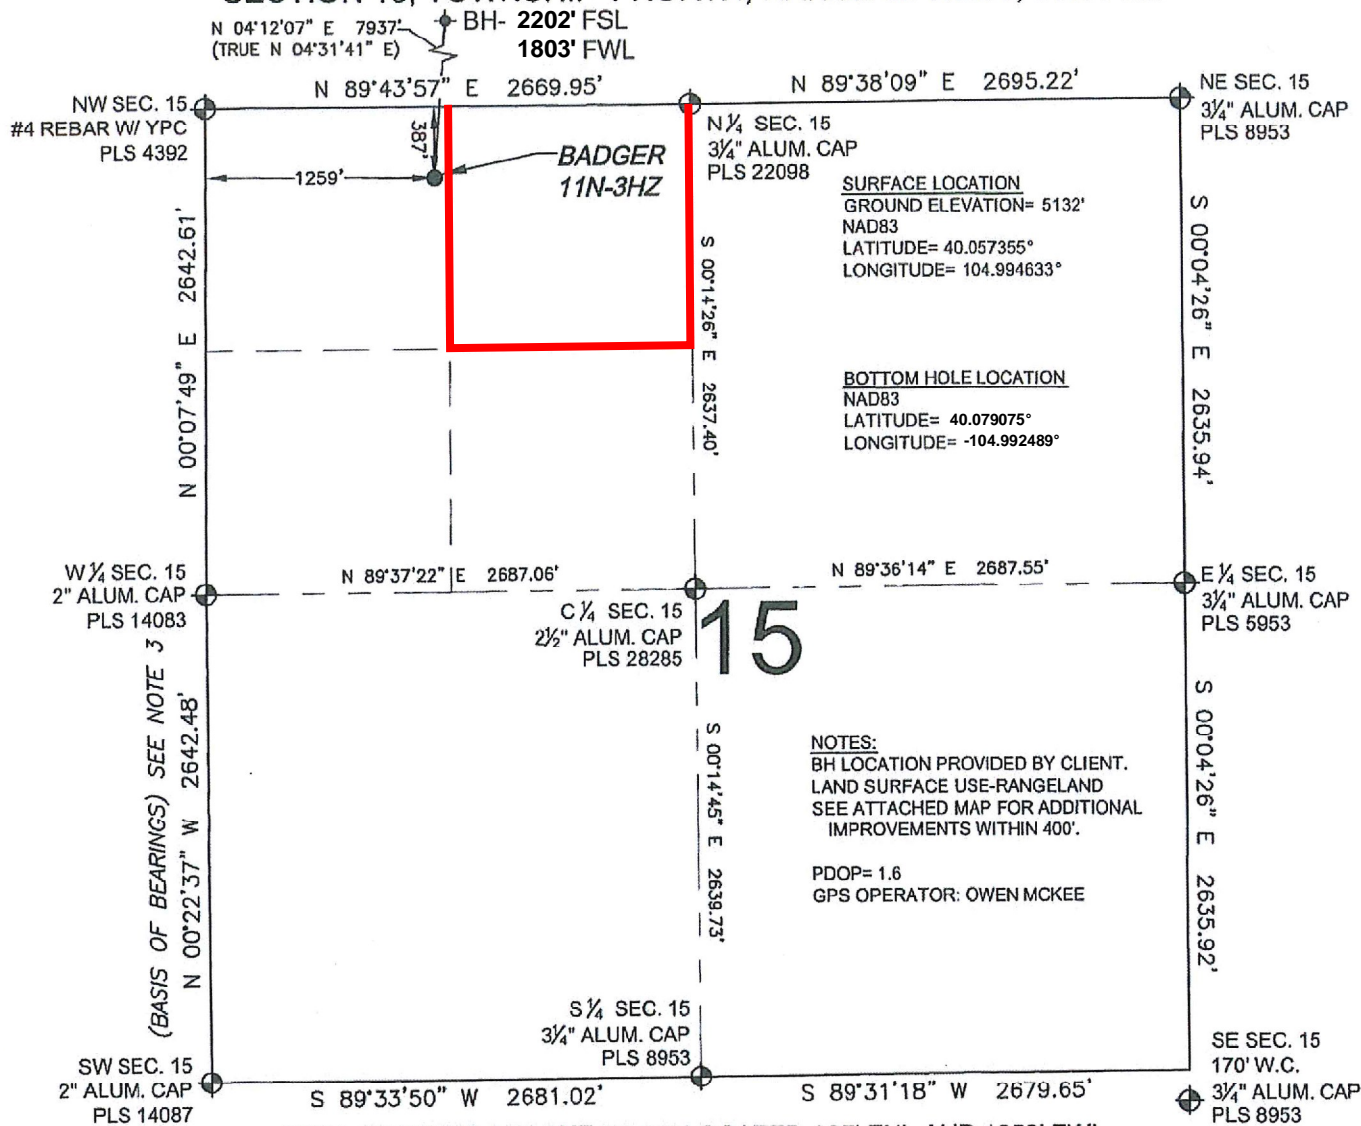 N 04°12'07" E 7937'
(TRUE N 04°31'41" E)
BH- 2202' FSL
1803' FWL
N 89°43'57" E 2669.95'
N 89°38'09" E 2695.22'
NW SEC. 15
#4 REBAR W/ YPC
PLS 4392
N ¼ SEC. 15
3¼" ALUM. CAP
PLS 22098
NE SEC. 15
3¼" ALUM. CAP
PLS 8953
387'
1259'
BADGER
11N-3HZ
SURFACE LOCATION
GROUND ELEVATION= 5132'
NAD83
LATITUDE= 40.057355°
LONGITUDE= 104.994633°
N 00°07'49" E 2642.61'
S 00°14'26" E 2637.40'
S 00°04'26" E 2635.94'
BOTTOM HOLE LOCATION
NAD83
LATITUDE= 40.079075°
LONGITUDE= -104.992489°
W ¼ SEC. 15
2" ALUM. CAP
PLS 14083
N 89°37'22" E 2687.06'
N 89°36'14" E 2687.55'
E ¼ SEC. 15
3¼" ALUM. CAP
PLS 5953
C ¼ SEC. 15
2½" ALUM. CAP
PLS 28285
15
(BASIS OF BEARINGS) SEE NOTE 3
N 00°22'37" W 2642.48'
S 00°14'45" E 2639.73'
S 00°04'26" E 2635.92'
NOTES:
BH LOCATION PROVIDED BY CLIENT.
LAND SURFACE USE-RANGELAND
SEE ATTACHED MAP FOR ADDITIONAL
IMPROVEMENTS WITHIN 400'.
PDOP= 1.6
GPS OPERATOR: OWEN MCKEE
SW SEC. 15
2" ALUM. CAP
PLS 14087
S ¼ SEC. 15
3¼" ALUM. CAP
PLS 8953
SE SEC. 15
170' W.C.
3¼" ALUM. CAP
PLS 8953
S 89°33'50" W 2681.02'
S 89°31'18" W 2679.65'